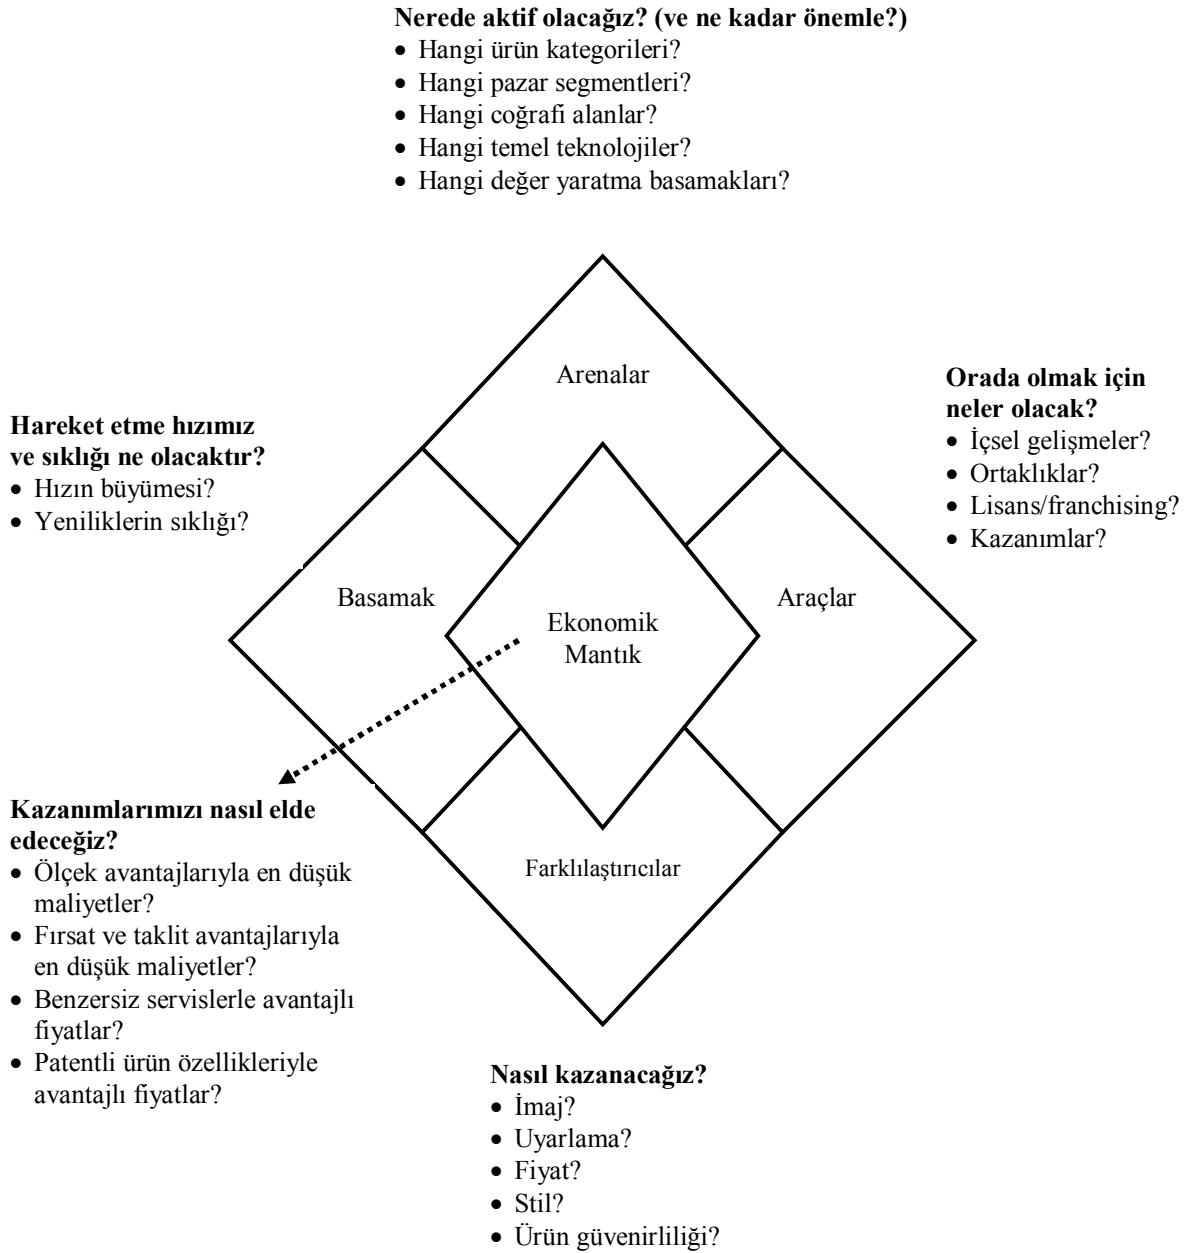 Nerede aktif olacağız? (ve ne kadar önemle?)
• Hangi ürün kategorileri?
• Hangi pazar segmentleri?
• Hangi coğrafi alanlar?
• Hangi temel teknolojiler?
• Hangi değer yaratma basamakları?
Arenalar
Orada olmak için
neler olacak?
• İçsel gelişmeler?
• Ortaklıklar?
• Lisans/franchising?
• Kazanımlar?
Hareket etme hızımız
ve sıklığı ne olacaktır?
• Hızın büyümesi?
• Yeniliklerin sıklığı?
Basamak
Ekonomik
Mantık
Araçlar
Kazanımlarımızı nasıl elde
edeceğiz?
• Ölçek avantajlarıyla en düşük
maliyetler?
• Fırsat ve taklit avantajlarıyla
en düşük maliyetler?
• Benzersiz servislerle avantajlı
fiyatlar?
• Patentli ürün özellikleriyle
avantajlı fiyatlar?
Farklılaştırıcılar
Nasıl kazanacağız?
• İmaj?
• Uyarlama?
• Fiyat?
• Stil?
• Ürün güvenirliliği?